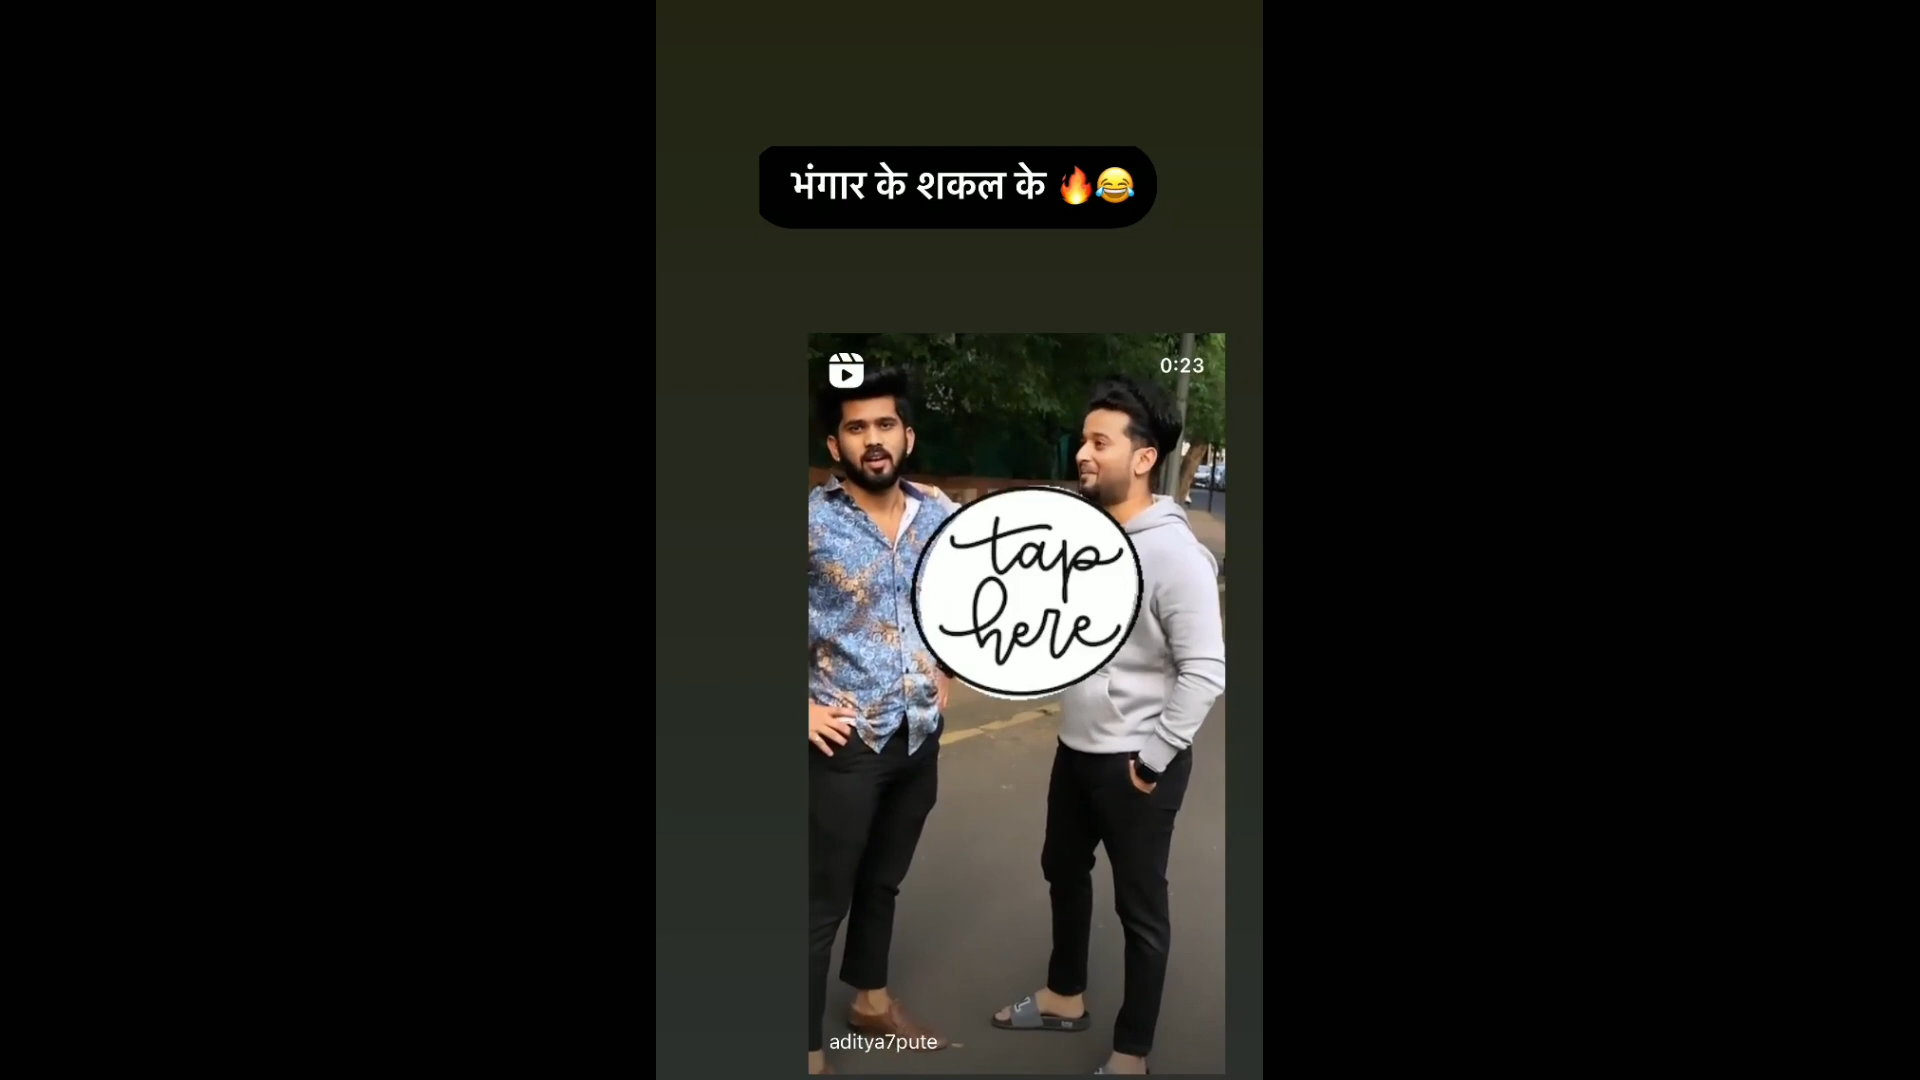 भंगार के शकल के 🔥😂
0:23
tap
here
aditya7pute